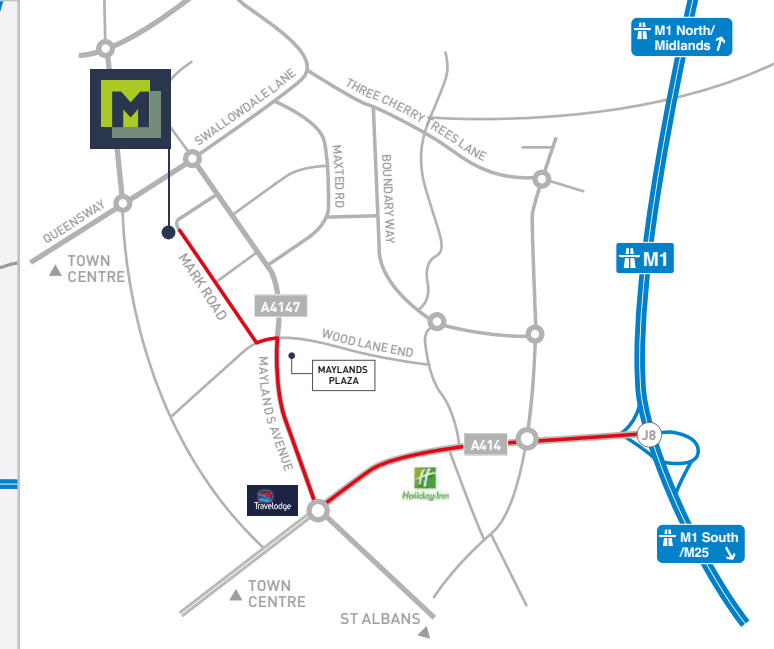 M1 North/
Midlands
M
SWALLOWDALE LANE
THREE CHERRY TREES LANE
MAXTED RD
BOUNDARY WAY
QUEENSWAY
TOWN
CENTRE
MARK ROAD
M1
A4147
WOOD LANE END
MAYLANDS
PLAZA
MAYLANDS AVENUE
J8
A414
H
Holiday Inn
Travelodge
M1 South
/M25
TOWN
CENTRE
ST ALBANS